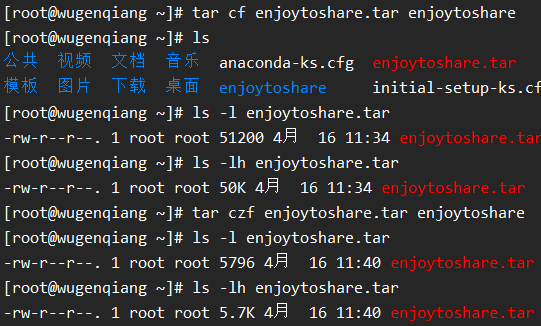 [root@wugenqiang ~]# tar cf enjoytoshare.tar enjoytoshare
[root@wugenqiang ~]# ls
公共 视频 文档 音乐 anaconda-ks.cfg enjoytoshare.tar
模板 图片 下载 桌面 enjoytoshare initial-setup-ks.cf
[root@wugenqiang ~]# ls -l enjoytoshare.tar
-rw-r--r--. 1 root root 51200 4月 16 11:34 enjoytoshare.tar
[root@wugenqiang ~]# ls -lh enjoytoshare.tar
-rw-r--r--. 1 root root 50K 4月 16 11:34 enjoytoshare.tar
[root@wugenqiang ~]# tar czf enjoytoshare.tar enjoytoshare
[root@wugenqiang ~]# ls -l enjoytoshare.tar
-rw-r--r--. 1 root root 5796 4月 16 11:40 enjoytoshare.tar
[root@wugenqiang ~]# ls -lh enjoytoshare.tar
-rw-r--r--. 1 root root 5.7K 4月 16 11:40 enjoytoshare.tar